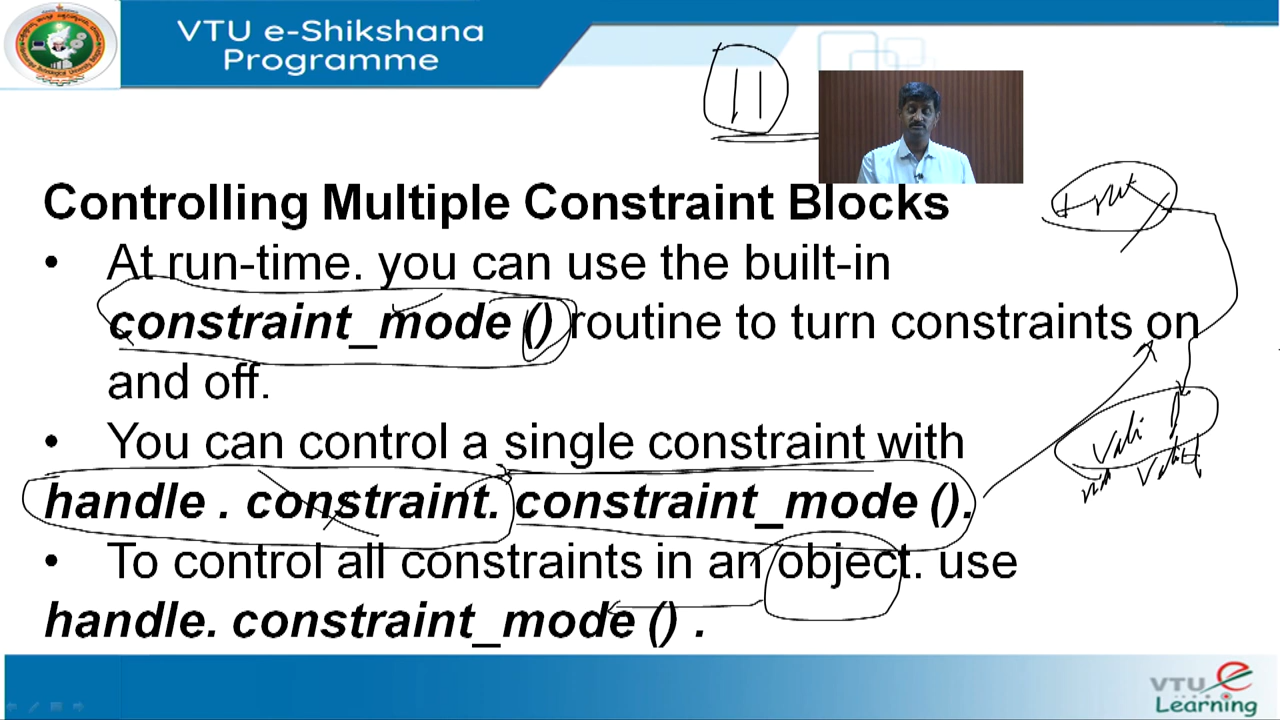 VTU e-Shikshana
Programme
11
Controlling Multiple Constraint Blocks
• At run-time. you can use the built-in
constraint_mode () routine to turn constraints on
and off.
• You can control a single constraint with
handle . constraint. constraint_mode ().
• To control all constraints in an object. use
handle. constraint_mode () .
VTU e
Learning